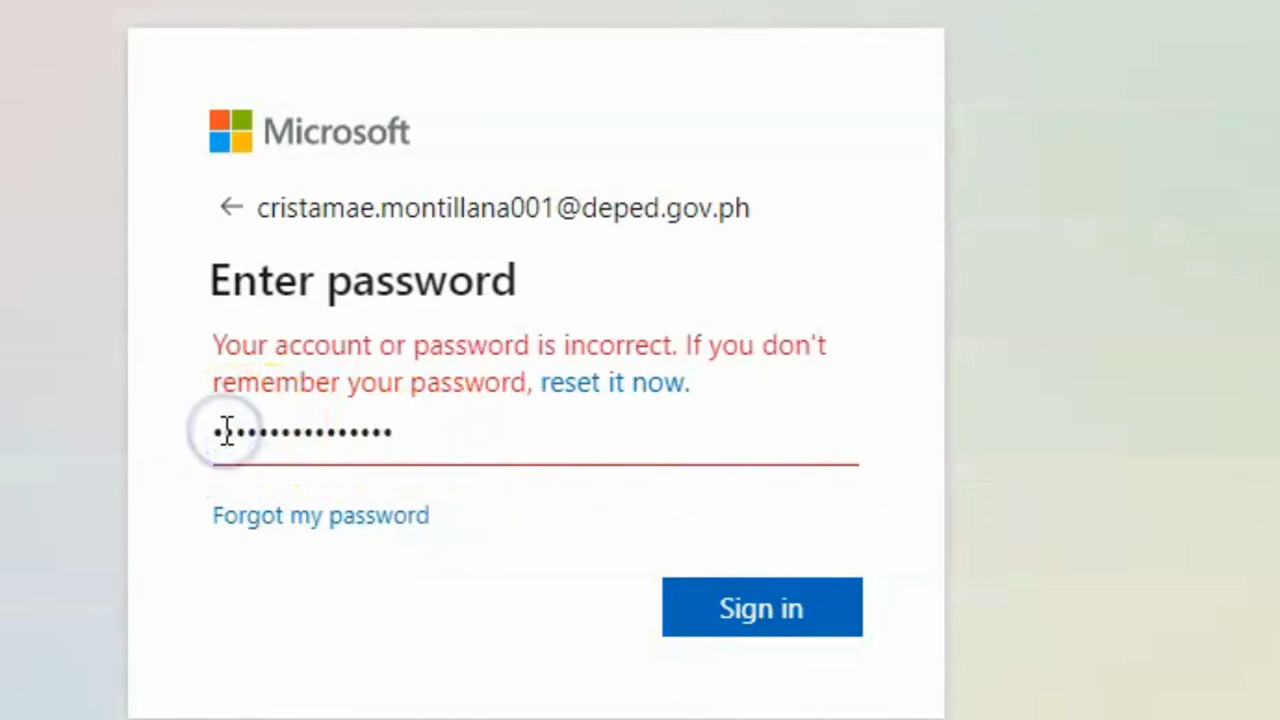 Microsoft
← cristamae.montillana001@deped.gov.ph
Enter password
Your account or password is incorrect. If you don't
remember your password, reset it now.
••••••••••••••••
Forgot my password
Sign in